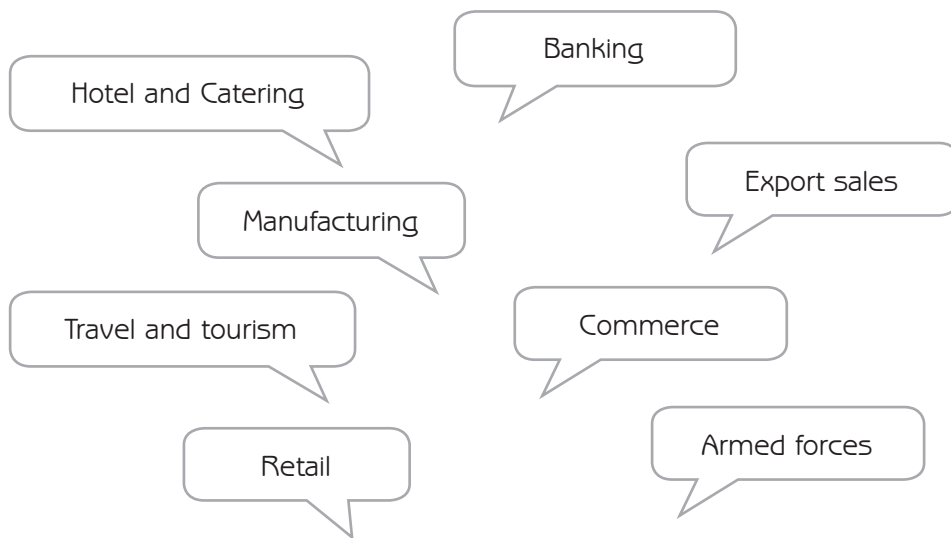 Banking
Hotel and Catering
Export sales
Manufacturing
Travel and tourism
Commerce
Armed forces
Retail